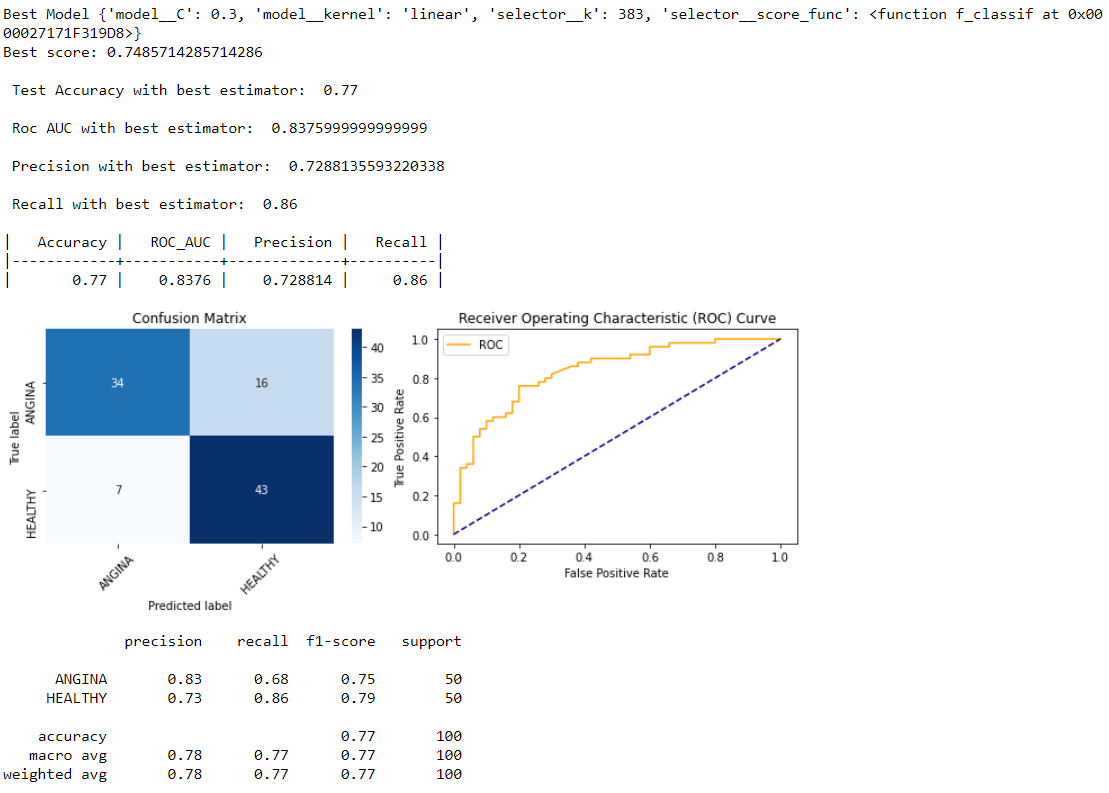 Best Model {'model__C': 0.3, 'model__kernel': 'linear', 'selector__k': 383, 'selector__score_func': <function f_classif at 0x00
00027171F319D8>}
Best score: 0.7485714285714286
Test Accuracy with best estimator:  0.77
Roc AUC with best estimator:  0.8375999999999999
Precision with best estimator:  0.7288135593220338
Recall with best estimator:  0.86
|   Accuracy |   ROC_AUC |   Precision |   Recall |
|------------+-----------+-------------+----------|
|       0.77 |    0.8376 |    0.728814 |     0.86 |
Confusion Matrix
True label
ANGINA
HEALTHY
34 16
7 43
ANGINA
HEALTHY
Predicted label
40
35
30
25
20
15
10
Receiver Operating Characteristic (ROC) Curve
ROC
True Positive Rate
1.0
0.8
0.6
0.4
0.2
0.0
0.0 0.2 0.4 0.6 0.8 1.0
False Positive Rate
precision    recall  f1-score   support
ANGINA       0.83      0.68      0.75        50
HEALTHY       0.73      0.86      0.79        50
accuracy                           0.77       100
macro avg       0.78      0.77      0.77       100
weighted avg       0.78      0.77      0.77       100